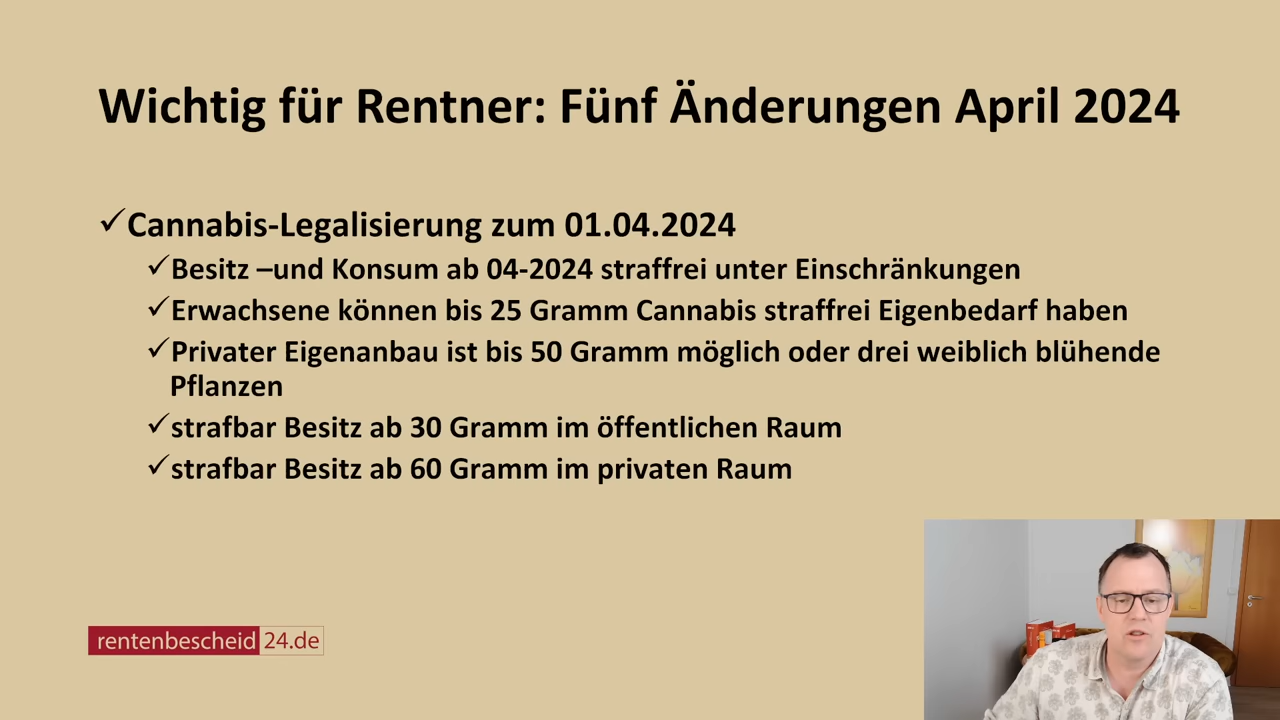 Wichtig für Rentner: Fünf Änderungen April 2024
✓Cannabis-Legalisierung zum 01.04.2024
✓Besitz –und Konsum ab 04-2024 straffrei unter Einschränkungen
✓Erwachsene können bis 25 Gramm Cannabis straffrei Eigenbedarf haben
✓Privater Eigenanbau ist bis 50 Gramm möglich oder drei weiblich blühende
Pflanzen
✓strafbar Besitz ab 30 Gramm im öffentlichen Raum
✓strafbar Besitz ab 60 Gramm im privaten Raum
rentenbescheid 24.de